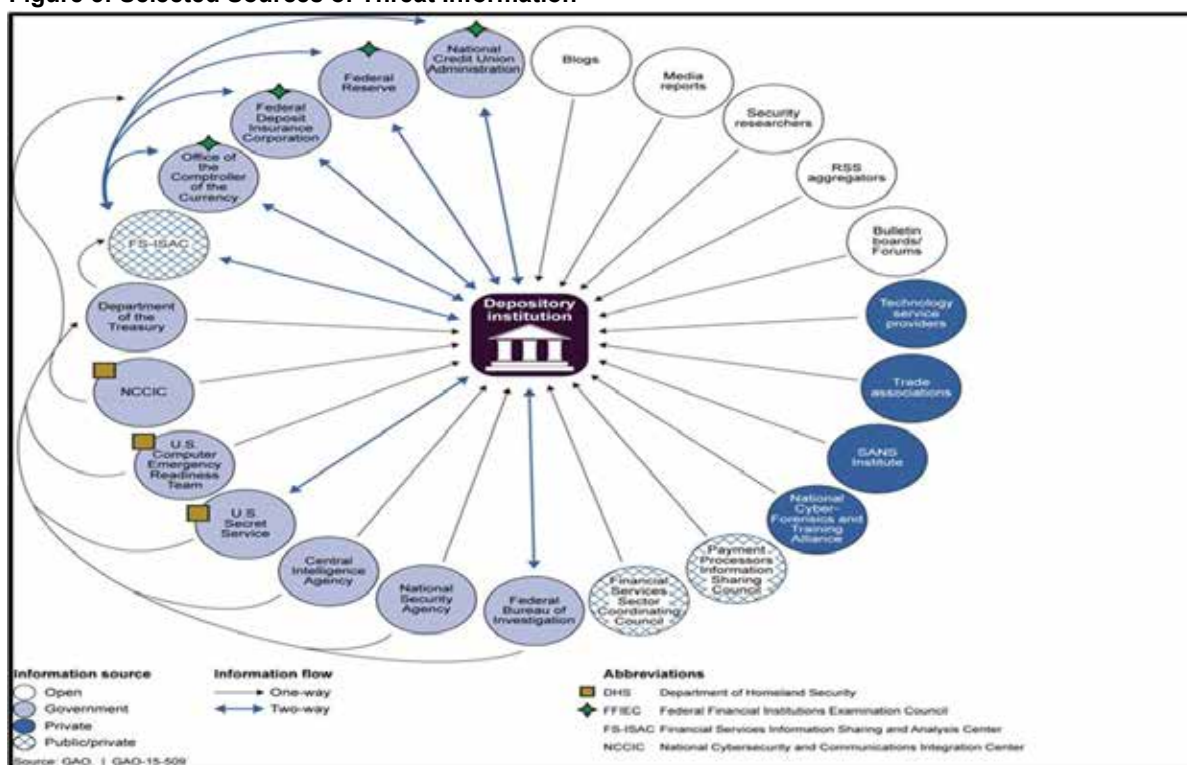 Figure 3. Selected Sources of Threat Information
National
Credit Union
Administration
Blogs
Media
reports
Security
researchers
RSS
aggregators
Bulletin
boards/
Forums
Technology
service
providers
Trade
associations
SANS
Institute
National
Cyber-
Forensics and
Training
Alliance
Payment
Processors
Information
Sharing
Council
Financial
Services
Sector
Coordinating
Council
Federal
Bureau of
Investigation
National
Security
Agency
Central
Intelligence
Agency
U.S.
Secret
Service
U.S.
Computer
Emergency
Readiness
Team
NCCIC
Department
of the
Treasury
FS-ISAC
Office of
the
Comptroller
of the
Currency
Federal
Deposit
Insurance
Corporation
Federal
Reserve
Depository
institution
Information source
Open
Government
Private
Public/private
Information flow
One-way
Two-way
Abbreviations
DHS Department of Homeland Security
FFIEC Federal Financial Institutions Examination Council
FS-ISAC Financial Services Information Sharing and Analysis Center
NCCIC National Cybersecurity and Communications Integration Center
Source: GAO. | GAO-15-509